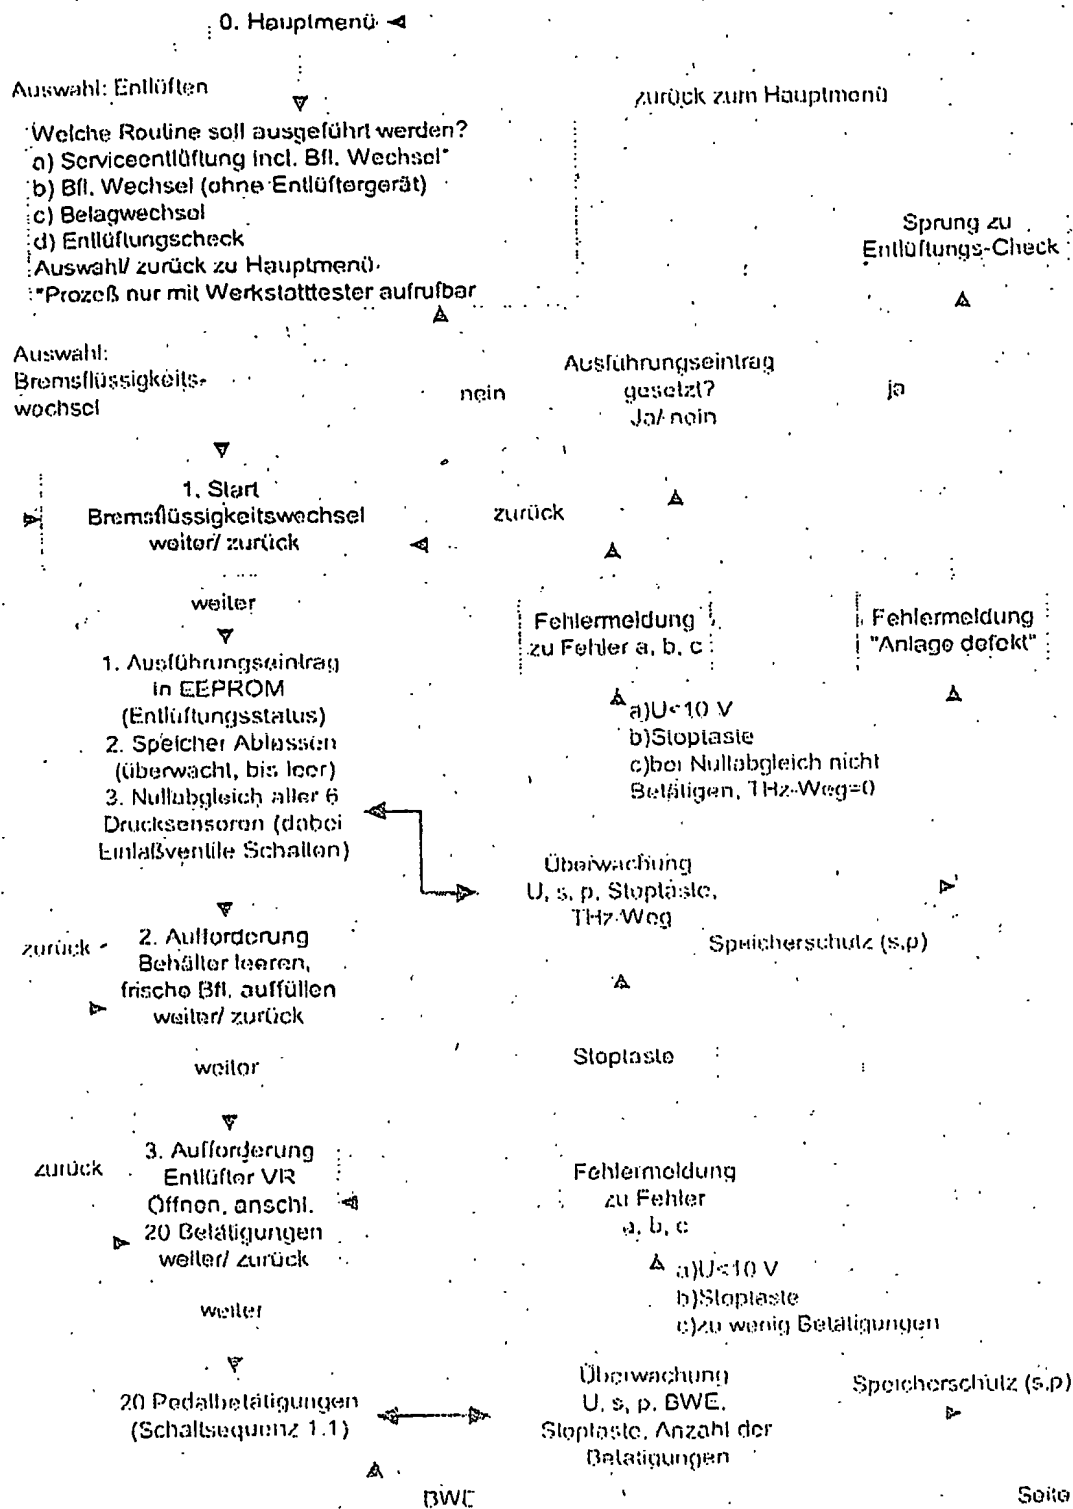 0. Hauptmenü
Auswahl: Entlüften
zurück zum Hauptmenü
Welche Routine soll ausgeführt werden?
a) Serviceentlüftung incl. Bfl. Wechsel*
b) Bfl. Wechsel (ohne Entlüftergerät)
c) Belagwechsel
d) Entlüftungscheck
Auswahl/ zurück zu Hauptmenü
*Prozeß nur mit Werkstatttester aufrufbar
Sprung zu
Entlüftungs-Check
Auswahl:
Bremsflüssigkeits-
wechsel
nein
Ausführungseintrag
gesetzt?
Ja/ nein
ja
1. Start
Bremsflüssigkeitswechsel
weiter/ zurück
zurück
weiter
Fehlermeldung
zu Fehler a, b, c
Fehlermeldung
"Anlage defekt"
1. Ausführungseintrag
in EEPROM
(Entlüftungsstatus)
2. Speicher Ablassen
(überwacht, bis leer)
3. Nullabgleich aller 6
Drucksensoren (dabei
Einlaßventile Schalten)
a)U<10 V
b)Stoptaste
c)bei Nullabgleich nicht
Betätigen, THz-Weg=0
Überwachung
U, s, p, Stoptaste,
THz-Weg
Speicherschutz (s,p)
zurück
2. Aufforderung
Behälter leeren,
frische Bfl. auffüllen
weiter/ zurück
weiter
Stoptaste
zurück
3. Aufforderung
Entlüfter VR
Öffnen, anschl.
20 Betätigungen
weiter/ zurück
Fehlermeldung
zu Fehler
a, b, c
a)U<10 V
b)Stoptaste
c)zu wenig Betätigungen
weiter
20 Pedalbetätigungen
(Schaltsequenz 1.1)
Überwachung
U, s, p, BWE,
Stoptaste, Anzahl der
Betätigungen
Speicherschutz (s,p)
BWE
Seite